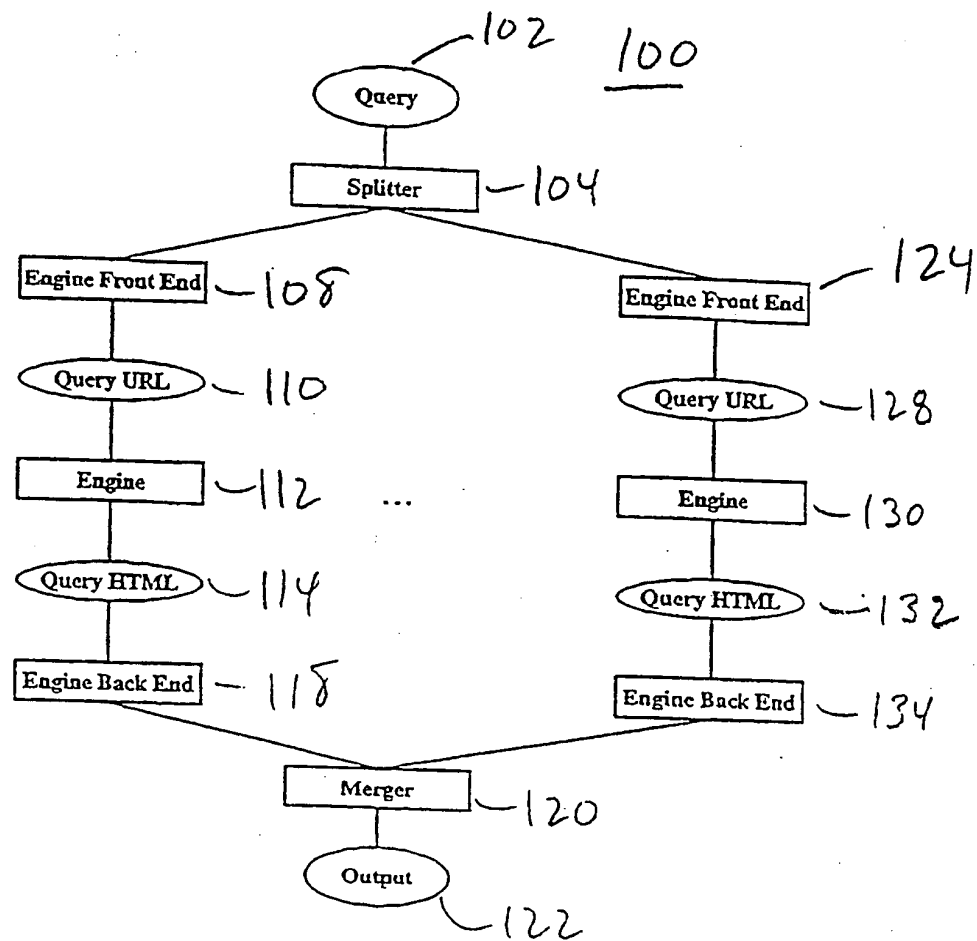 102
100
Query
Splitter
104
Engine Front End
108
Engine Front End
124
Query URL
110
Query URL
128
Engine
112
...
Engine
130
Query HTML
114
Query HTML
132
Engine Back End
118
Engine Back End
134
Merger
120
Output
122